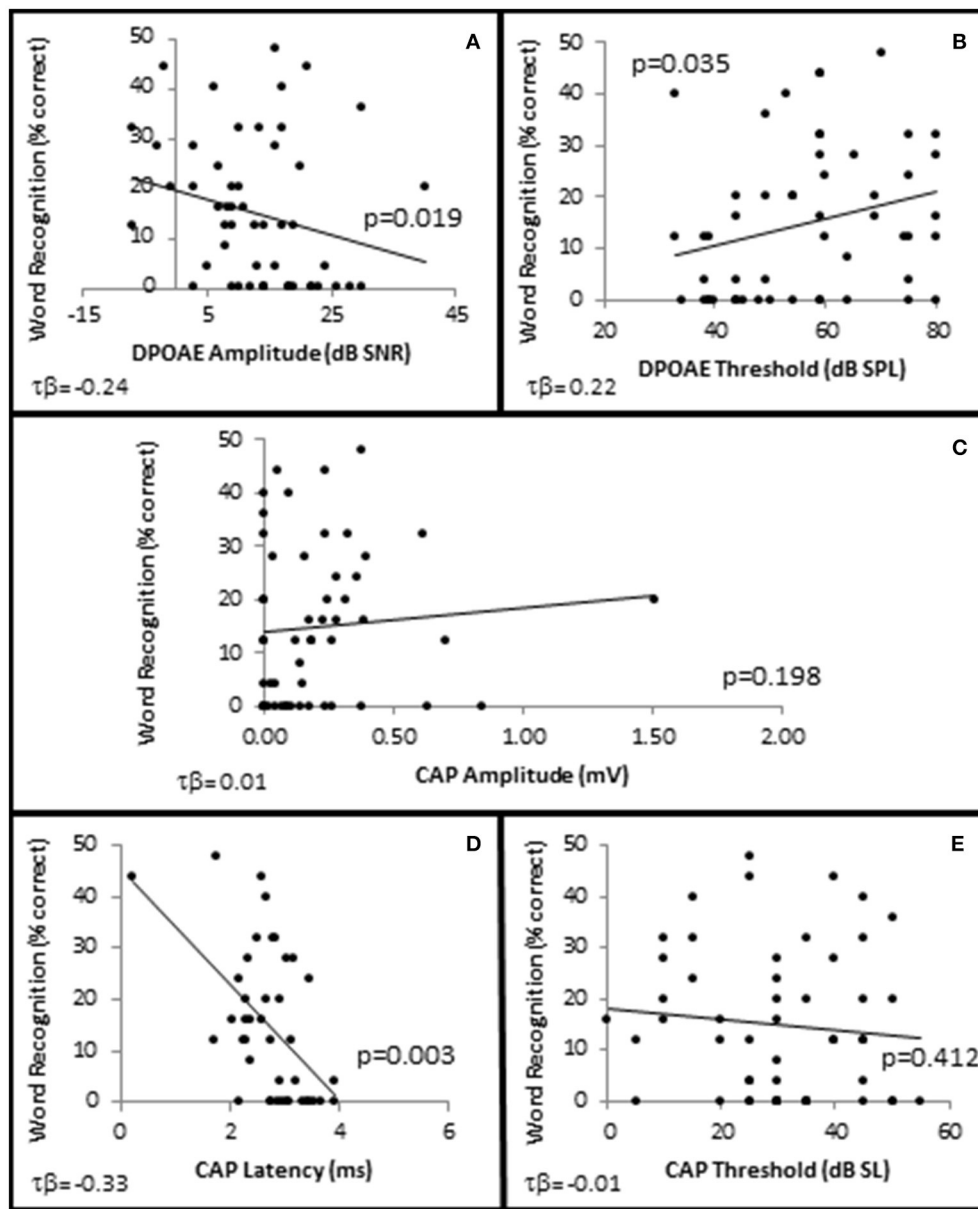 A
Word Recognition (% correct)
50
40
30
20
10
0
p=0.019
-15
5
25
45
DPOAE Amplitude (dB SNR)
τβ= -0.24
B
Word Recognition (% correct)
50
40
30
20
10
0
p=0.035
20
40
60
80
DPOAE Threshold (dB SPL)
τβ= 0.22
C
Word Recognition (% correct)
50
40
30
20
10
0
p=0.198
0.00
0.50
1.00
1.50
2.00
CAP Amplitude (mV)
τβ= 0.01
D
Word Recognition (% correct)
50
40
30
20
10
0
p=0.003
0
2
4
6
CAP Latency (ms)
τβ= -0.33
E
Word Recognition (% correct)
50
40
30
20
10
0
p=0.412
0
20
40
60
CAP Threshold (dB SL)
τβ= -0.01